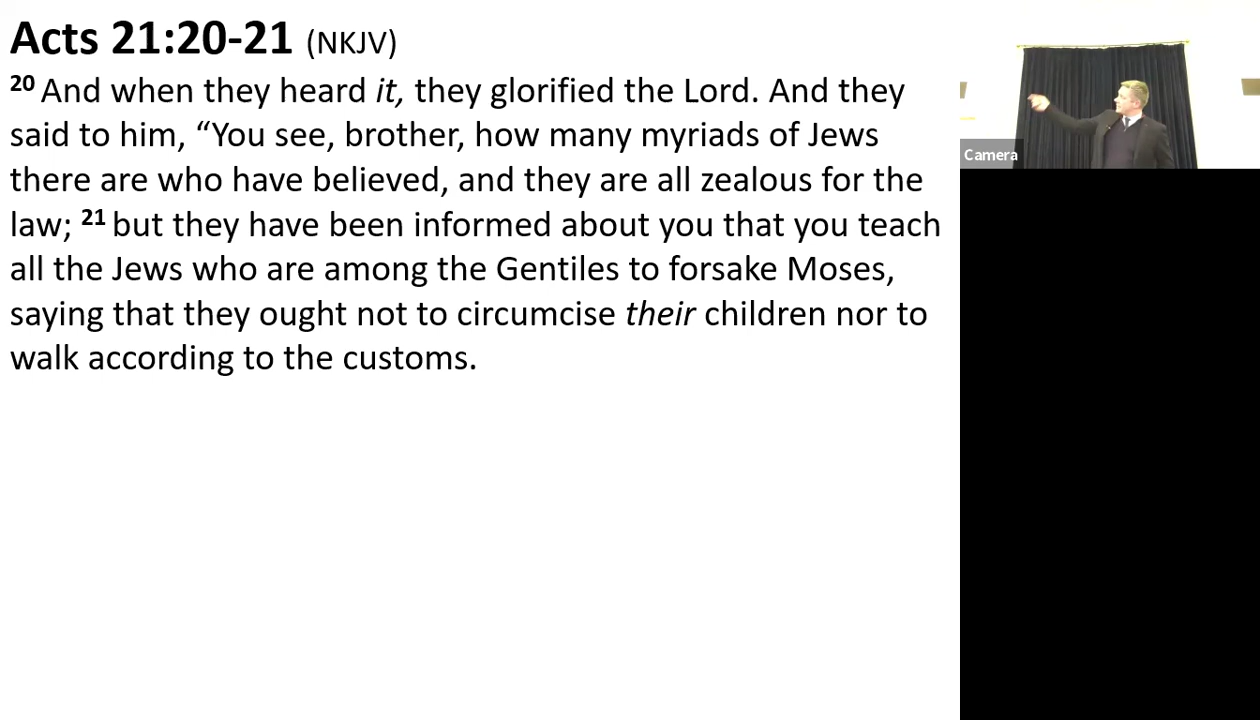 Acts 21:20-21 (NKJV)
20 And when they heard it, they glorified the Lord. And they
said to him, “You see, brother, how many myriads of Jews
there are who have believed, and they are all zealous for the
law; 21 but they have been informed about you that you teach
all the Jews who are among the Gentiles to forsake Moses,
saying that they ought not to circumcise their children nor to
walk according to the customs.
Camera